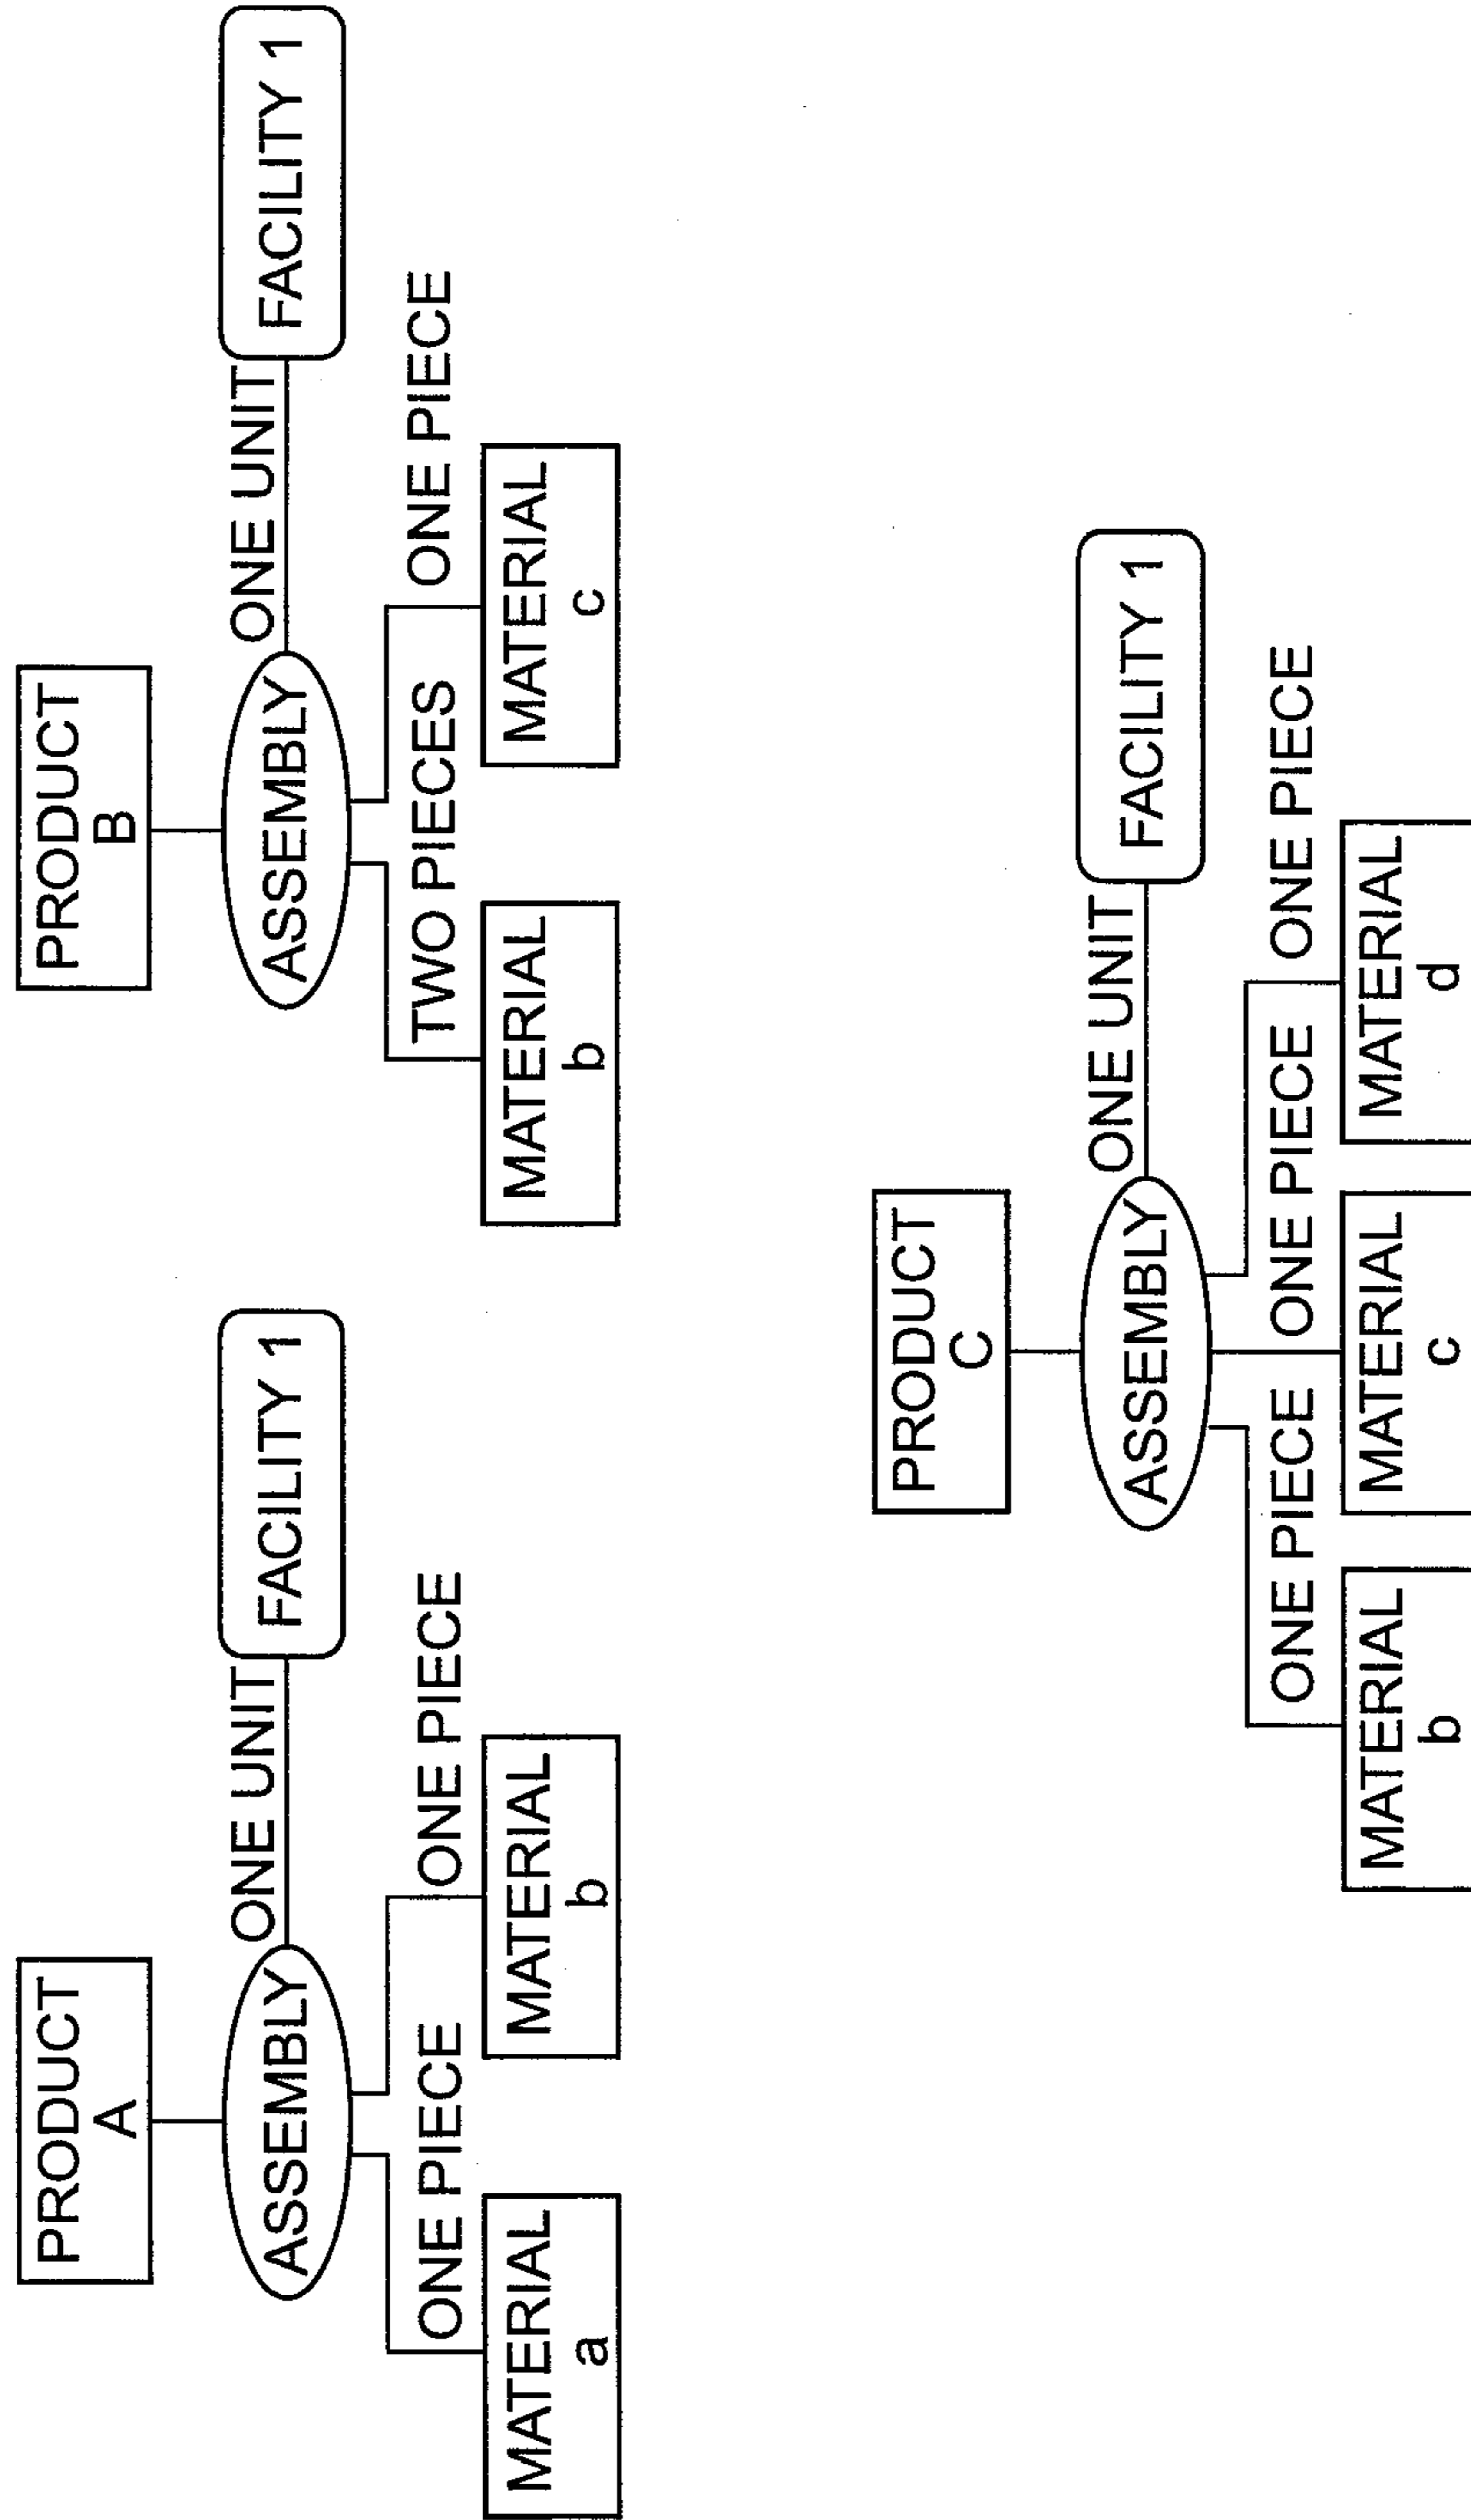 PRODUCT
A
ASSEMBLY
ONE UNIT
FACILITY 1
ONE PIECE
ONE PIECE
MATERIAL
a
MATERIAL
b
PRODUCT
B
ASSEMBLY
ONE UNIT
FACILITY 1
TWO PIECES
ONE PIECE
MATERIAL
b
MATERIAL
c
PRODUCT
C
ASSEMBLY
ONE UNIT
FACILITY 1
ONE PIECE
ONE PIECE
ONE PIECE
MATERIAL
b
MATERIAL
c
MATERIAL
d